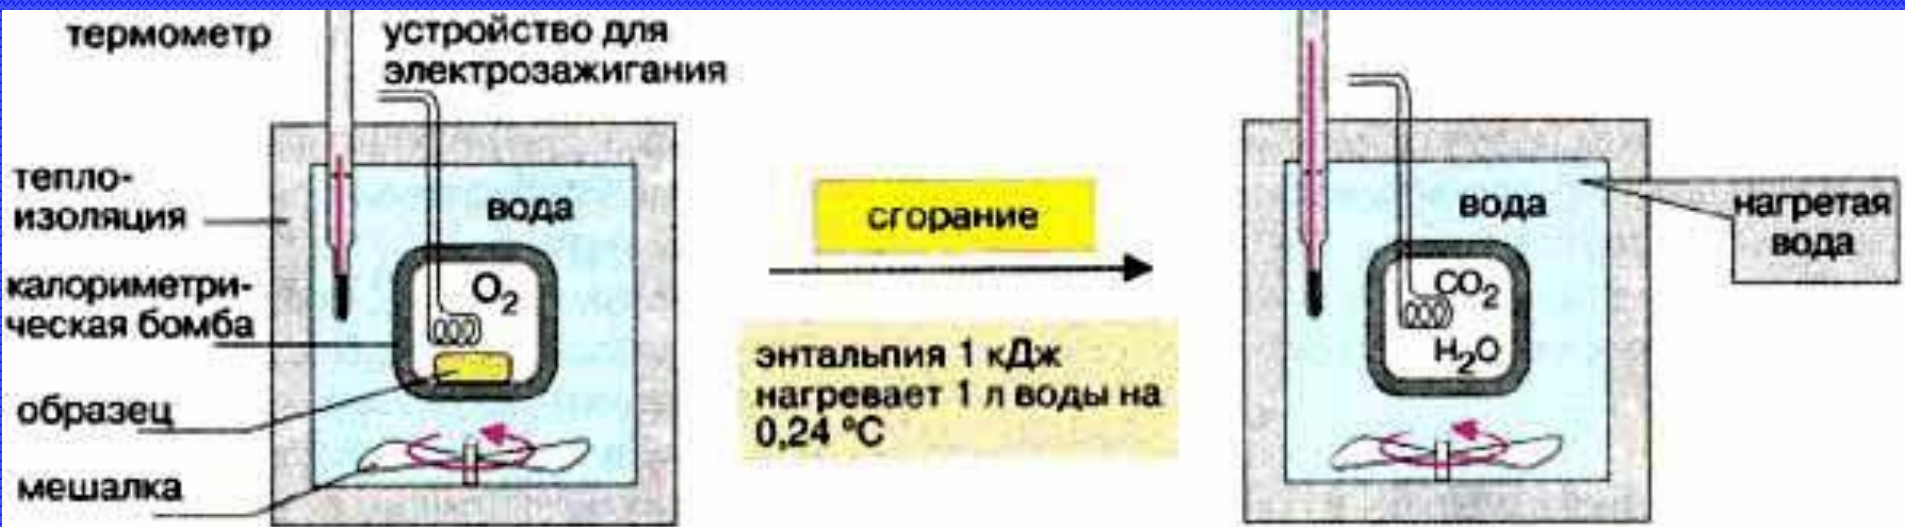 термометр
устройство для
электрозажигания
тепло-
изоляция
вода
калориметри-
ческая бомба
O₂
образец
мешалка
сгорание
энтальпия 1 кДж
нагревает 1 л воды на
0,24 °C
вода
нагретая
вода
CO₂
H₂O